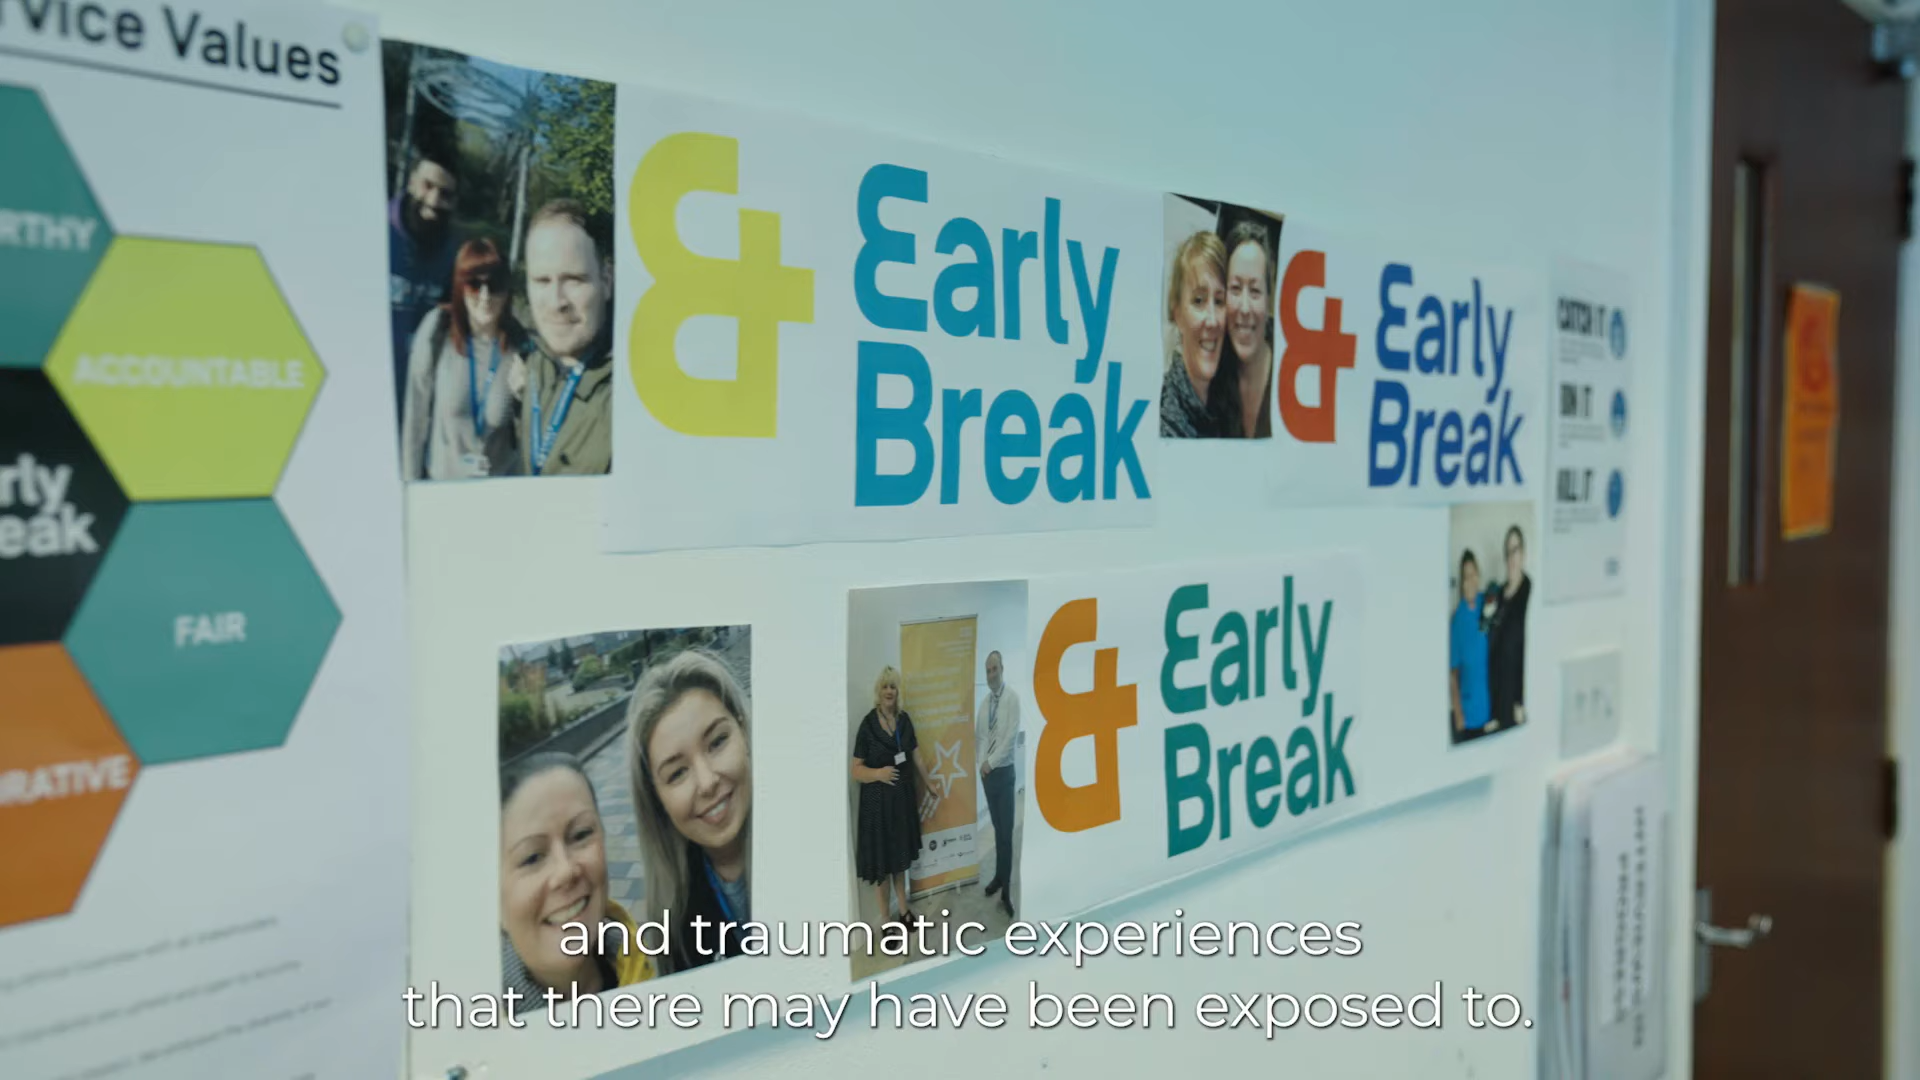 rvice Values
RTHY
ACCOUNTABLE
rly
eak
FAIR
RATIVE
&
Early
Break
&
Early
Break
&
Early
Break
CATCH IT
BIN IT
KILL IT
and traumatic experiences
that there may have been exposed to.